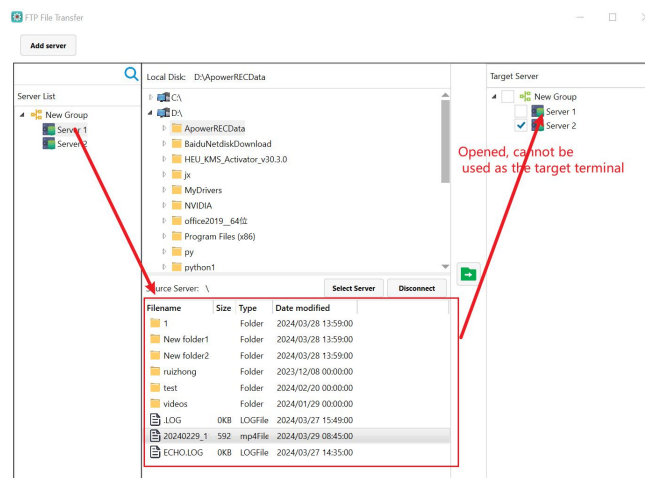 FTP File Transfer
Add server
Local Disk: D:\ApowerRECData
Target Server
Server List
New Group
Server 1
Server 2
C:\
D:\
ApowerRECData
BaiduNetdiskDownload
HEU_KMS_Activator_v30.3.0
jx
MyDrivers
NVIDIA
office2019__64位
Program Files (x86)
py
python1
New Group
Server 1
Server 2
Opened, cannot be
used as the target terminal
Source Server: \
Select Server
Disconnect
Filename Size Type Date modified
1 Folder 2024/03/28 13:59:00
New folder1 Folder 2024/03/28 13:59:00
New folder2 Folder 2024/03/28 13:59:00
ruizhong Folder 2023/12/08 00:00:00
test Folder 2024/02/20 00:00:00
videos Folder 2024/01/29 00:00:00
.LOG 0KB LOGFile 2024/03/27 15:49:00
20240229_1 592 mp4File 2024/03/29 08:45:00
ECHO.LOG 0KB LOGFile 2024/03/27 14:35:00